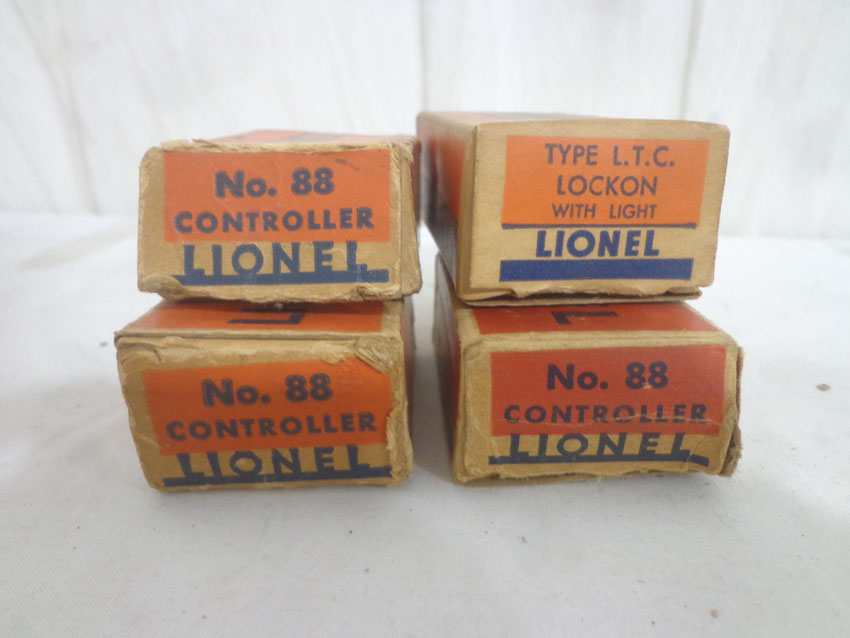 No. 88
CONTROLLER
LIONEL
TYPE L.T.C.
LOCKON
WITH LIGHT
LIONEL
No. 88
CONTROLLER
LIONEL
No. 88
CONTROLLER
LIONEL